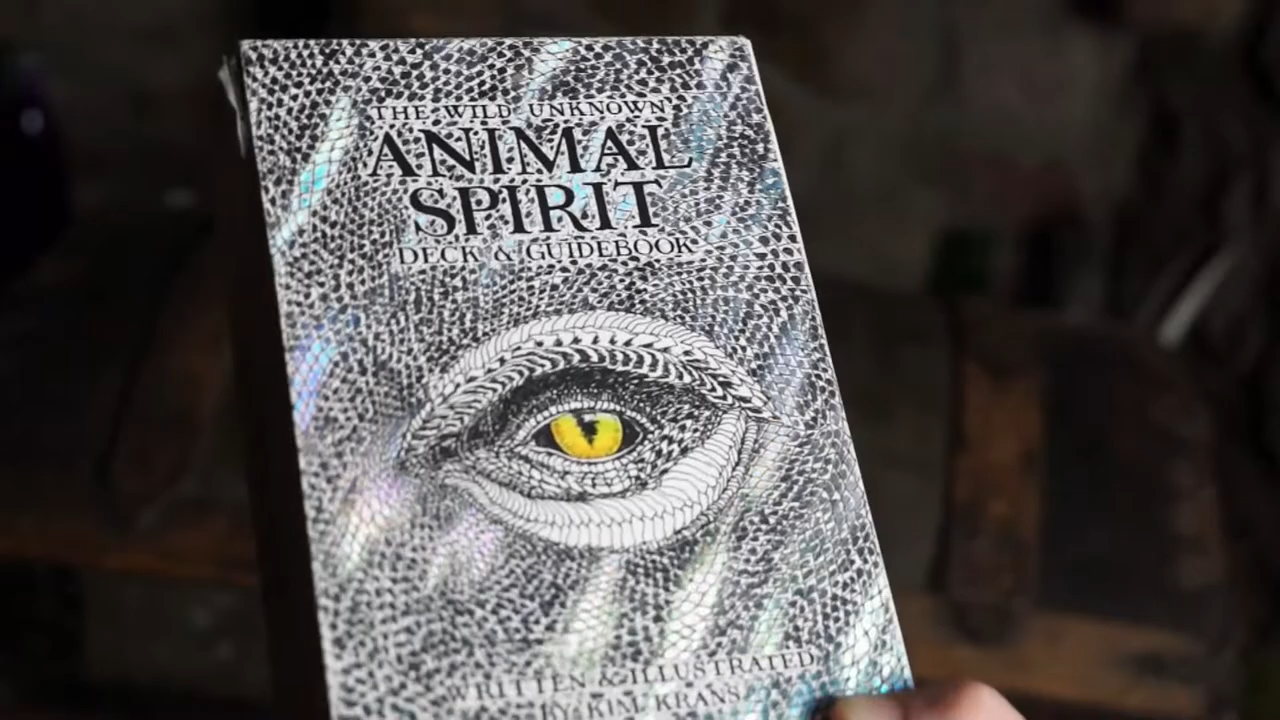 THE WILD UNKNOWN
ANIMAL
SPIRIT
DECK & GUIDEBOOK
WRITTEN & ILLUSTRATED
BY KIM KRANS